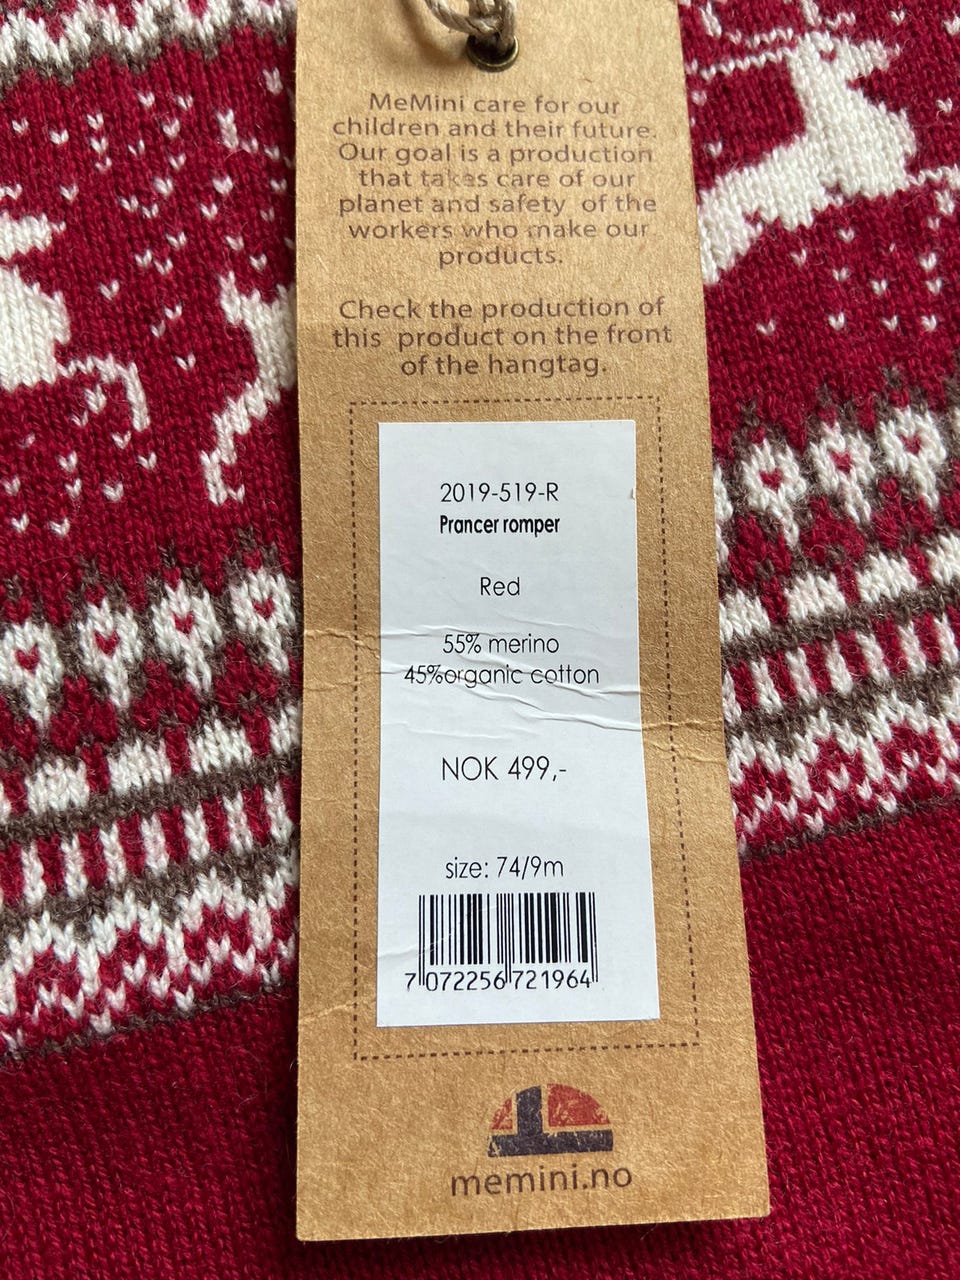 MeMini care for our
children and their future.
Our goal is a production
that takes care of our
planet and safety of the
workers who make our
products.
Check the production of
this product on the front
of the hangtag.
2019-519-R
Prancer romper
Red
55% merino
45%organic cotton
NOK 499,-
size: 74/9m
7 072256 721964
memini.no